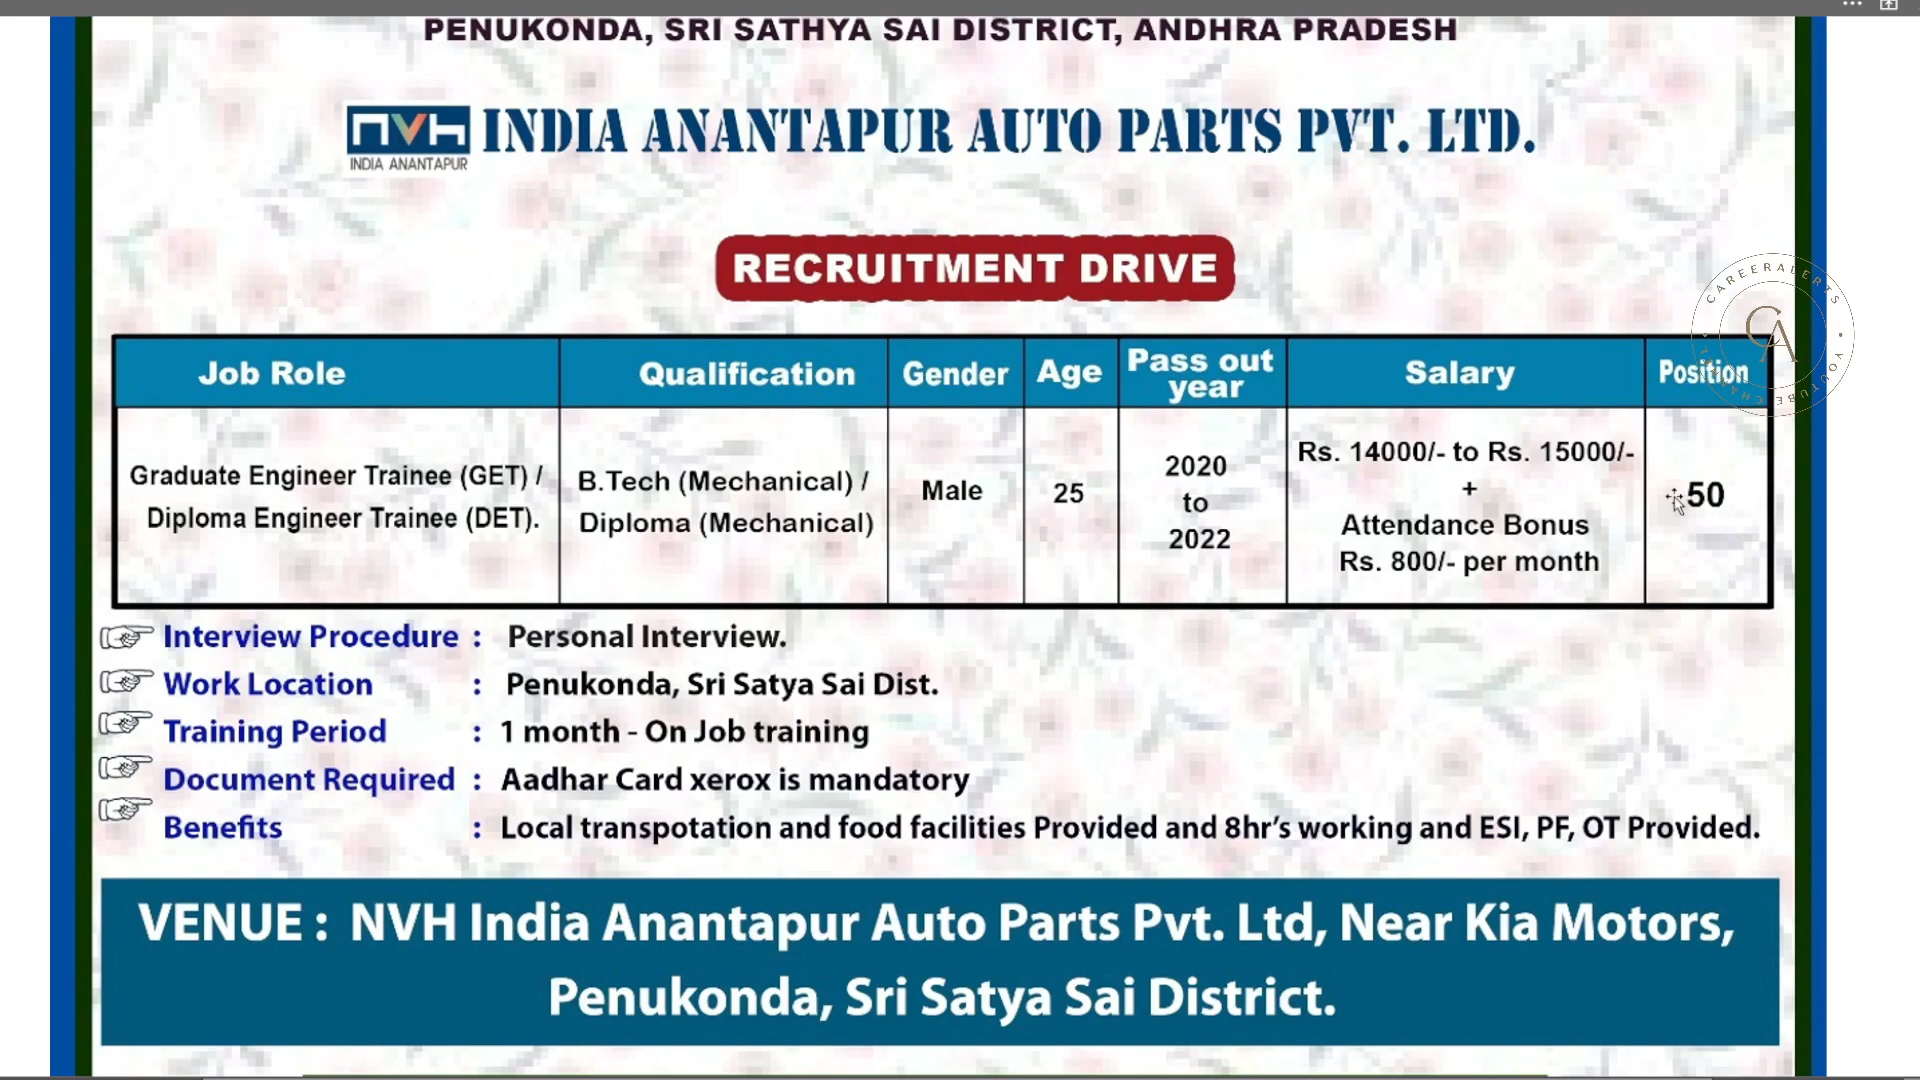 PENUKONDA, SRI SATHYA SAI DISTRICT, ANDHRA PRADESH
nvh INDIA ANANTAPUR AUTO PARTS PVT. LTD.
INDIA ANANTAPUR
RECRUITMENT DRIVE
CAREERALERTS
CA
YOUTUBE CHANNEL
Job Role Qualification Gender Age Pass out year Salary Position
Graduate Engineer Trainee (GET) /
Diploma Engineer Trainee (DET).
B.Tech (Mechanical) /
Diploma (Mechanical)
Male
25
2020
to
2022
Rs. 14000/- to Rs. 15000/-
+
Attendance Bonus
Rs. 800/- per month
50
Interview Procedure : Personal Interview.
Work Location : Penukonda, Sri Satya Sai Dist.
Training Period : 1 month - On Job training
Document Required : Aadhar Card xerox is mandatory
Benefits : Local transpotation and food facilities Provided and 8hr's working and ESI, PF, OT Provided.
VENUE : NVH India Anantapur Auto Parts Pvt. Ltd, Near Kia Motors,
Penukonda, Sri Satya Sai District.